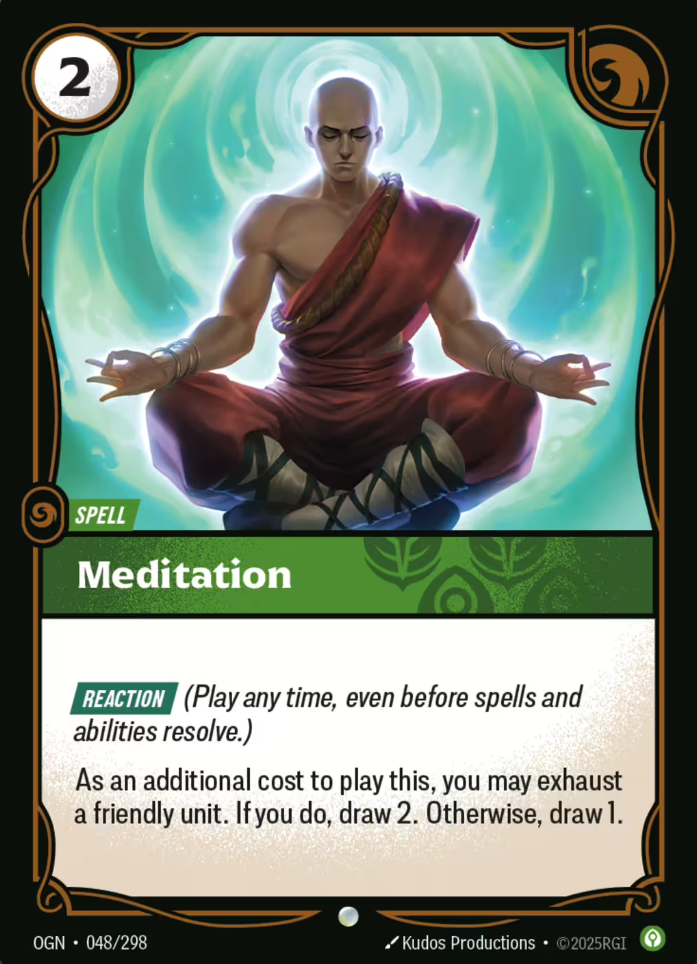 2
SPELL
Meditation
REACTION (Play any time, even before spells and
abilities resolve.)
As an additional cost to play this, you may exhaust
a friendly unit. If you do, draw 2. Otherwise, draw 1.
OGN • 048/298
Kudos Productions • ©2025RGI